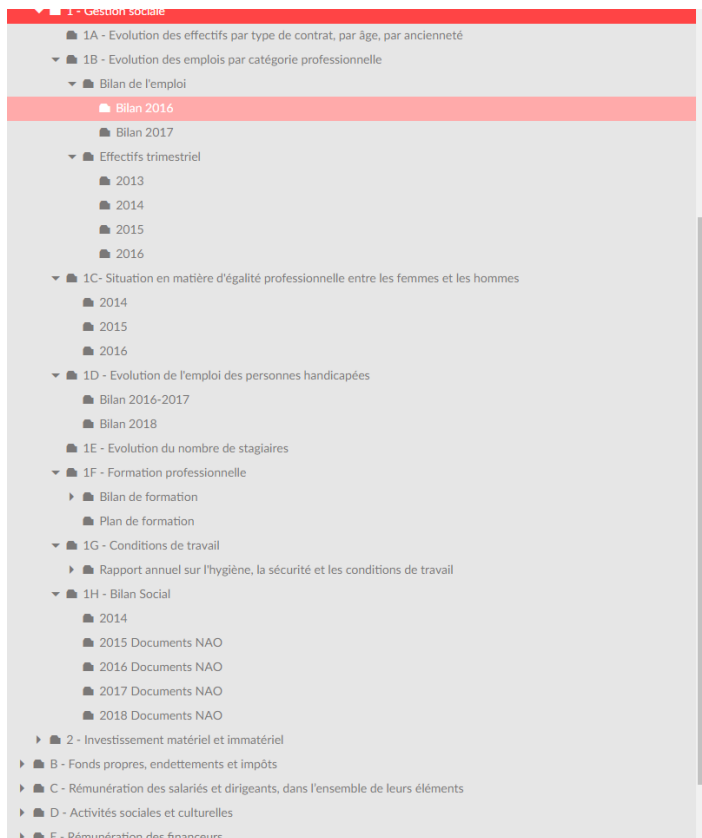 1 - Gestion sociale
1A - Evolution des effectifs par type de contrat, par âge, par ancienneté
1B - Evolution des emplois par catégorie professionnelle
Bilan de l'emploi
Bilan 2016
Bilan 2017
Effectifs trimestriel
2013
2014
2015
2016
1C- Situation en matière d'égalité professionnelle entre les femmes et les hommes
2014
2015
2016
1D - Evolution de l'emploi des personnes handicapées
Bilan 2016-2017
Bilan 2018
1E - Evolution du nombre de stagiaires
1F - Formation professionnelle
Bilan de formation
Plan de formation
1G - Conditions de travail
Rapport annuel sur l'hygiène, la sécurité et les conditions de travail
1H - Bilan Social
2014
2015 Documents NAO
2016 Documents NAO
2017 Documents NAO
2018 Documents NAO
2 - Investissement matériel et immatériel
B - Fonds propres, endettements et impôts
C - Rémunération des salariés et dirigeants, dans l’ensemble de leurs éléments
D - Activités sociales et culturelles
E - Rémunération des financeurs